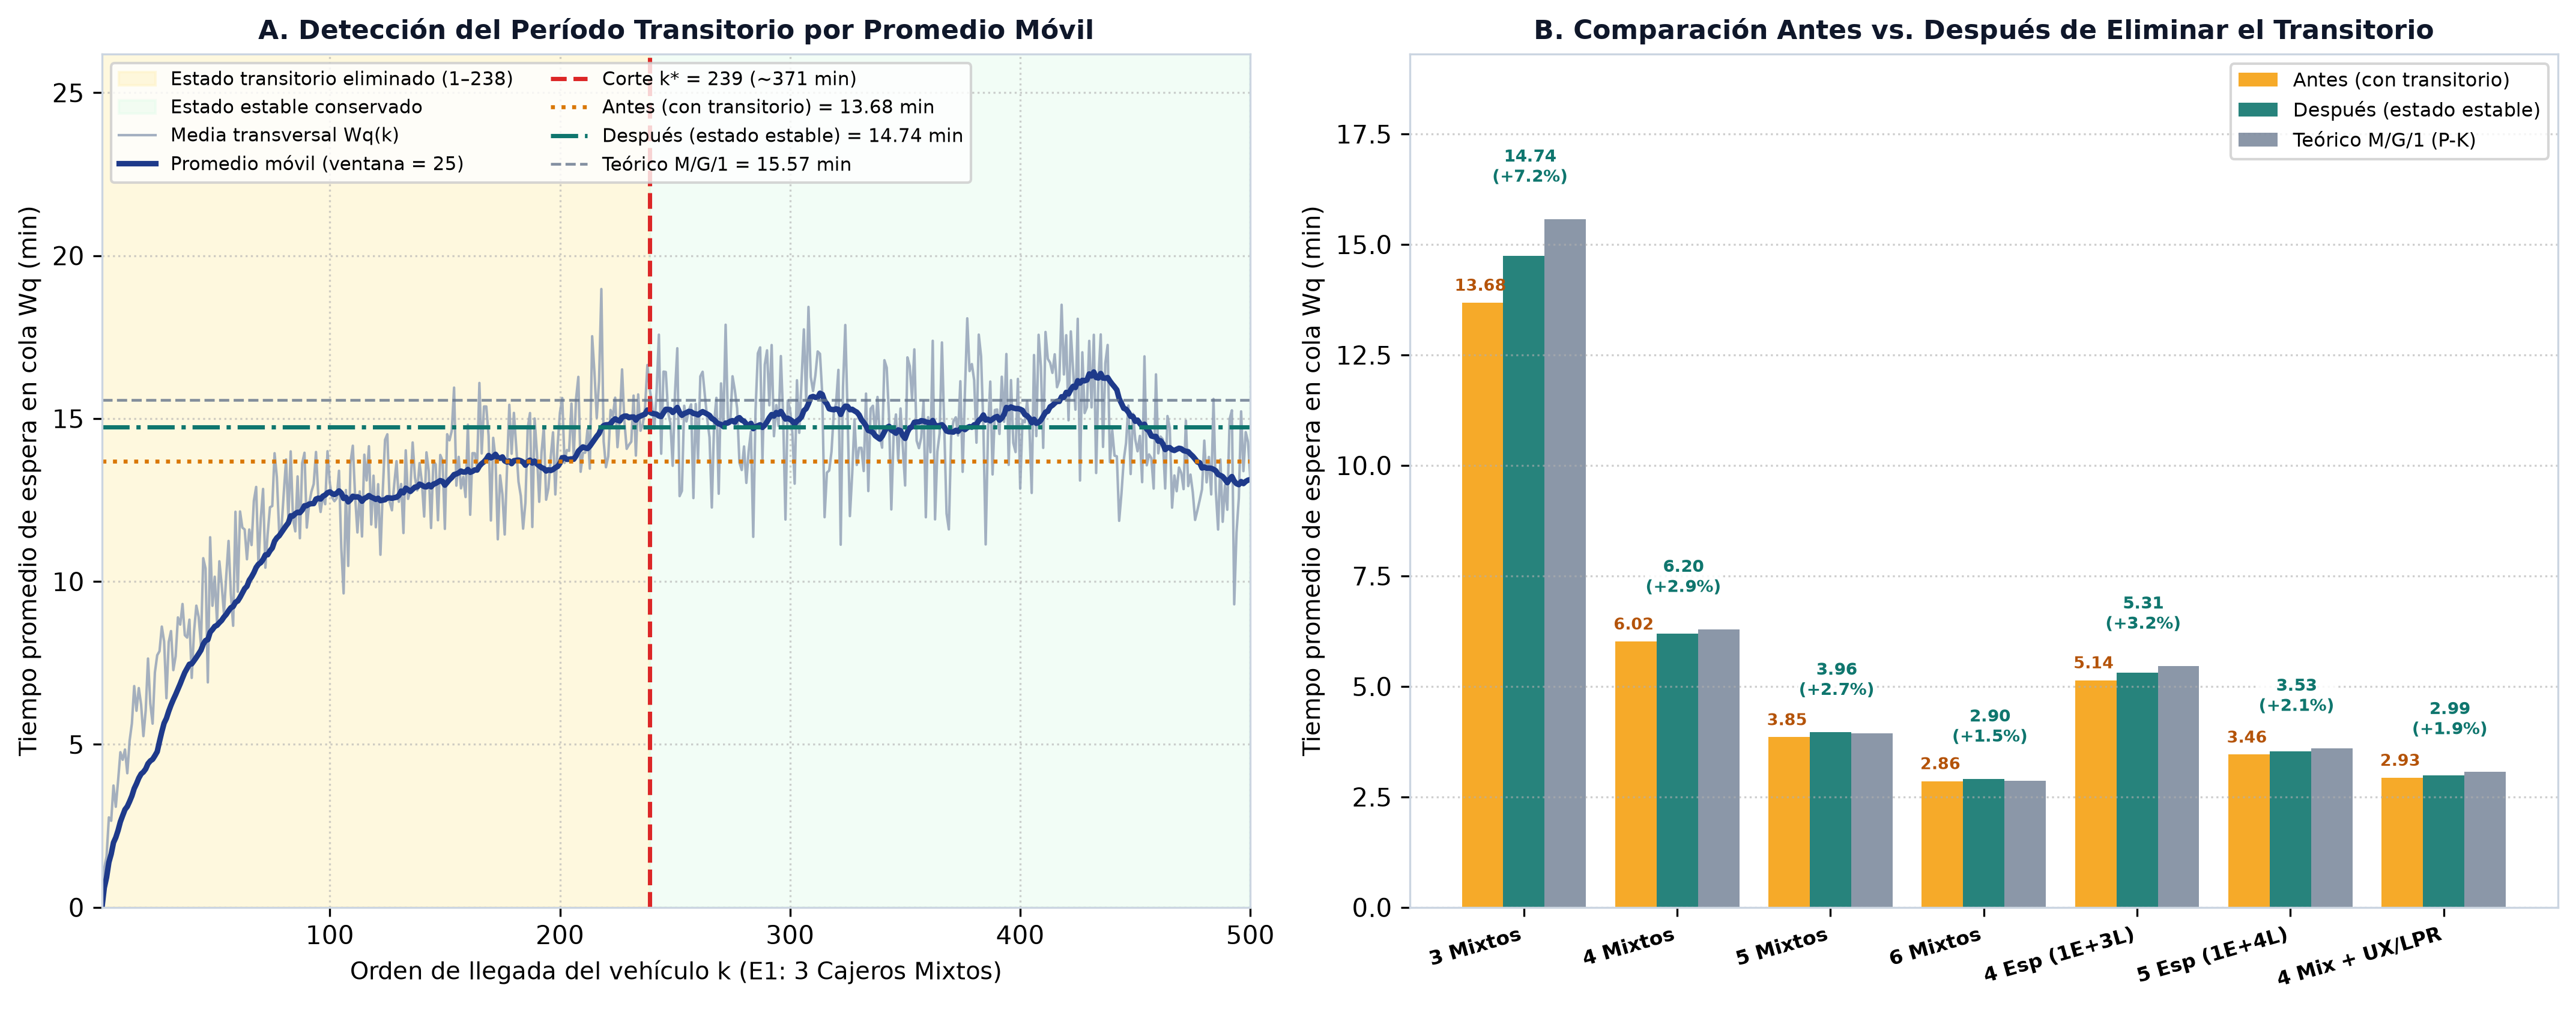 A. Detección del Período Transitorio por Promedio Móvil
Tiempo promedio de espera en cola Wq (min)
25
20
15
10
5
0
Estado transitorio eliminado (1–238)
Estado estable conservado
Media transversal Wq(k)
Promedio móvil (ventana = 25)
Corte k* = 239 (~371 min)
Antes (con transitorio) = 13.68 min
Después (estado estable) = 14.74 min
Teórico M/G/1 = 15.57 min
100
200
300
400
500
Orden de llegada del vehículo k (E1: 3 Cajeros Mixtos)
B. Comparación Antes vs. Después de Eliminar el Transitorio
Tiempo promedio de espera en cola Wq (min)
17.5
15.0
12.5
10.0
7.5
5.0
2.5
0.0
Antes (con transitorio)
Después (estado estable)
Teórico M/G/1 (P-K)
13.68
14.74
(+7.2%)
6.02
6.20
(+2.9%)
3.85
3.96
(+2.7%)
2.86
2.90
(+1.5%)
5.14
5.31
(+3.2%)
3.46
3.53
(+2.1%)
2.93
2.99
(+1.9%)
3 Mixtos
4 Mixtos
5 Mixtos
6 Mixtos
4 Esp (1E+3L)
5 Esp (1E+4L)
4 Mix + UX/LPR